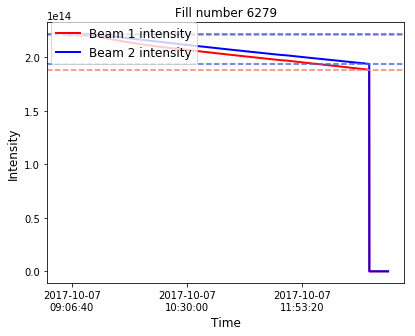 Fill number 6279
1e14
Beam 1 intensity
Beam 2 intensity
2.0
1.5
1.0
0.5
0.0
Intensity
2017-10-07
09:06:40
2017-10-07
10:30:00
2017-10-07
11:53:20
Time